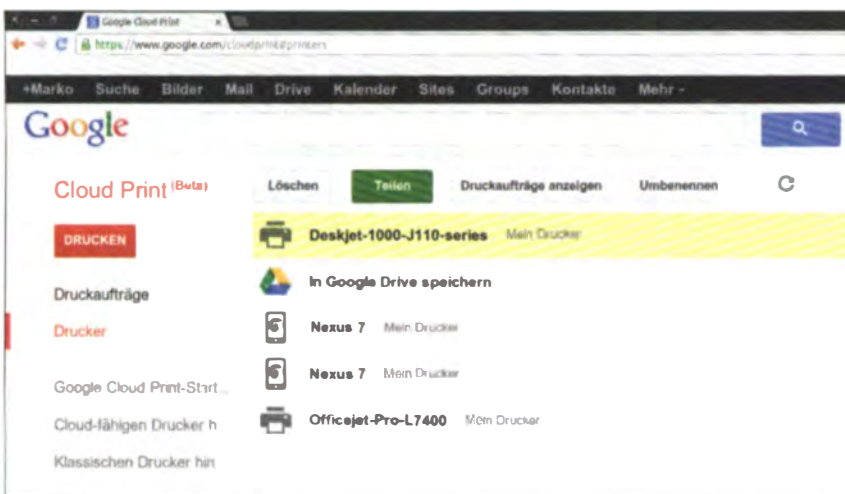 Google Cloud Print
https://www.google.com/cloudprint#printers
+Marko Suche Bilder Mail Drive Kalender Sites Groups Kontakte Mehr
Google
Cloud Print (Beta)
Löschen Teilen Druckaufträge anzeigen Umbenennen
DRUCKEN
Deskjet-1000-J110-series Mein Drucker
In Google Drive speichern
Druckaufträge
Nexus 7 Mein Drucker
Drucker
Nexus 7 Mein Drucker
Google Cloud Print-Start...
Officejet-Pro-L7400 Mein Drucker
Cloud-fähigen Drucker h
Klassischen Drucker hin